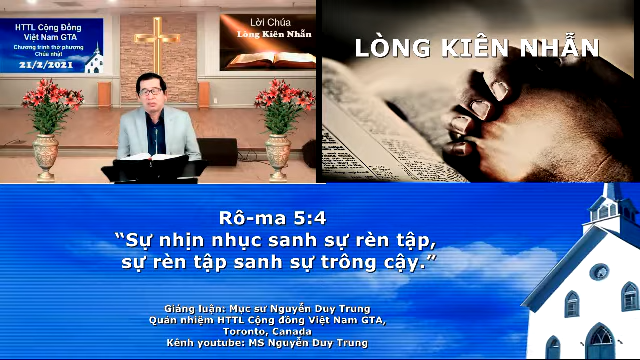 HTTL Cộng Đồng
Việt Nam GTA
Chương trình thờ phượng
Chúa nhật
21/2/2021
Lời Chúa
Long Kiên Nhẫn
LÒNG KIÊN NHẪN
Rô-ma 5:4
“Sự nhịn nhục sanh sự rèn tập,
sự rèn tập sanh sự trông cậy.”
Giảng luận: Mục sư Nguyễn Duy Trung
Quản nhiệm HTTL Cộng đồng Việt Nam GTA,
Toronto, Canada
Kênh youtube: MS Nguyễn Duy Trung